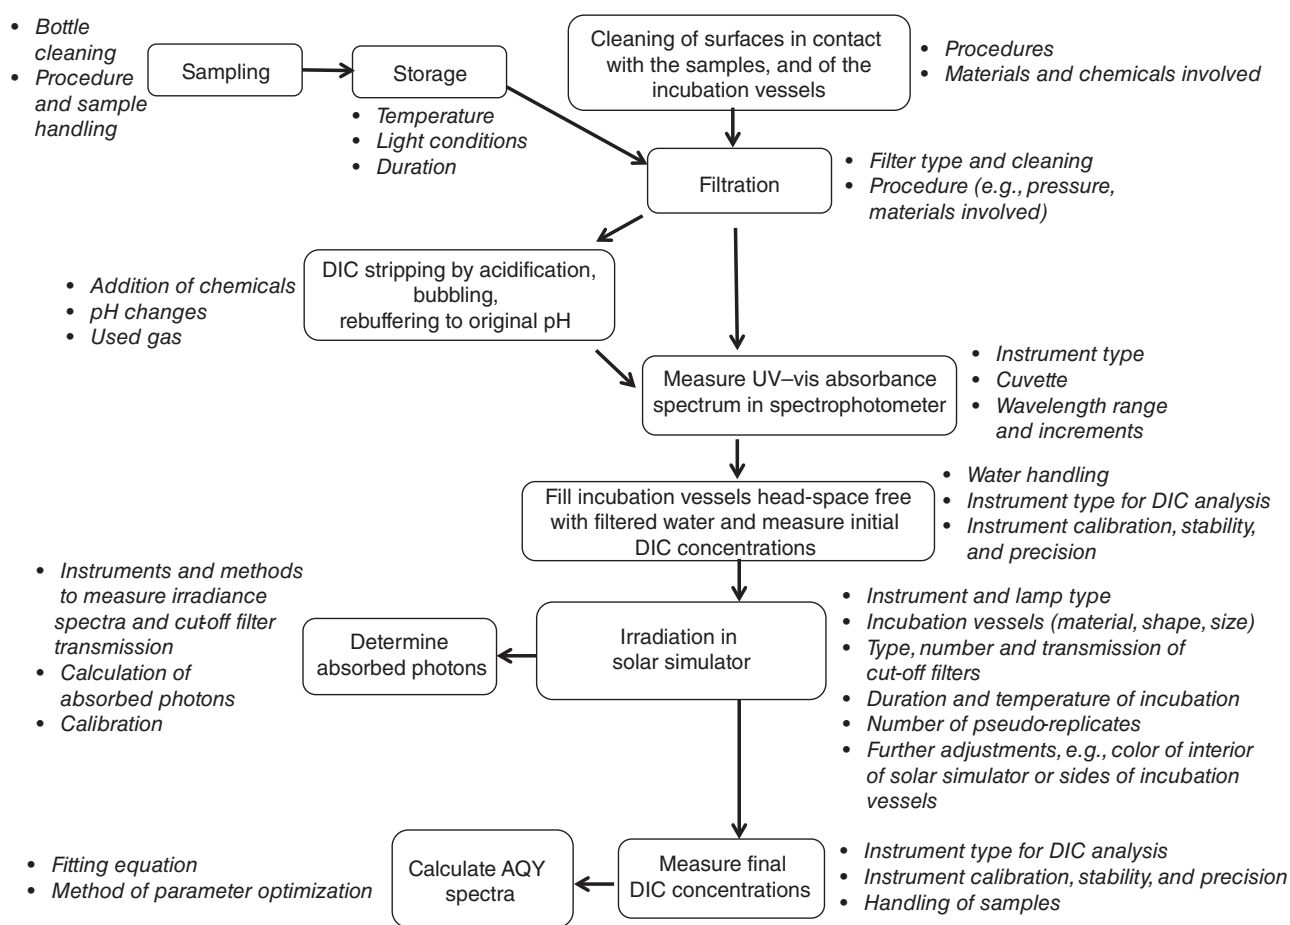 • Bottle
cleaning
• Procedure
and sample
handling
Sampling
Storage
• Temperature
• Light conditions
• Duration
Cleaning of surfaces in contact
with the samples, and of the
incubation vessels
• Procedures
• Materials and chemicals involved
Filtration
• Filter type and cleaning
• Procedure (e.g., pressure,
materials involved)
• Addition of chemicals
• pH changes
• Used gas
DIC stripping by acidification,
bubbling,
rebuffering to original pH
Measure UV–vis absorbance
spectrum in spectrophotometer
• Instrument type
• Cuvette
• Wavelength range
and increments
Fill incubation vessels head-space free
with filtered water and measure initial
DIC concentrations
• Water handling
• Instrument type for DIC analysis
• Instrument calibration, stability,
and precision
• Instruments and methods
to measure irradiance
spectra and cut-off filter
transmission
• Calculation of
absorbed photons
• Calibration
Determine
absorbed photons
Irradiation in
solar simulator
• Instrument and lamp type
• Incubation vessels (material, shape, size)
• Type, number and transmission of
cut-off filters
• Duration and temperature of incubation
• Number of pseudo-replicates
• Further adjustments, e.g., color of interior
of solar simulator or sides of incubation
vessels
• Fitting equation
• Method of parameter optimization
Calculate AQY
spectra
Measure final
DIC concentrations
• Instrument type for DIC analysis
• Instrument calibration, stability, and precision
• Handling of samples